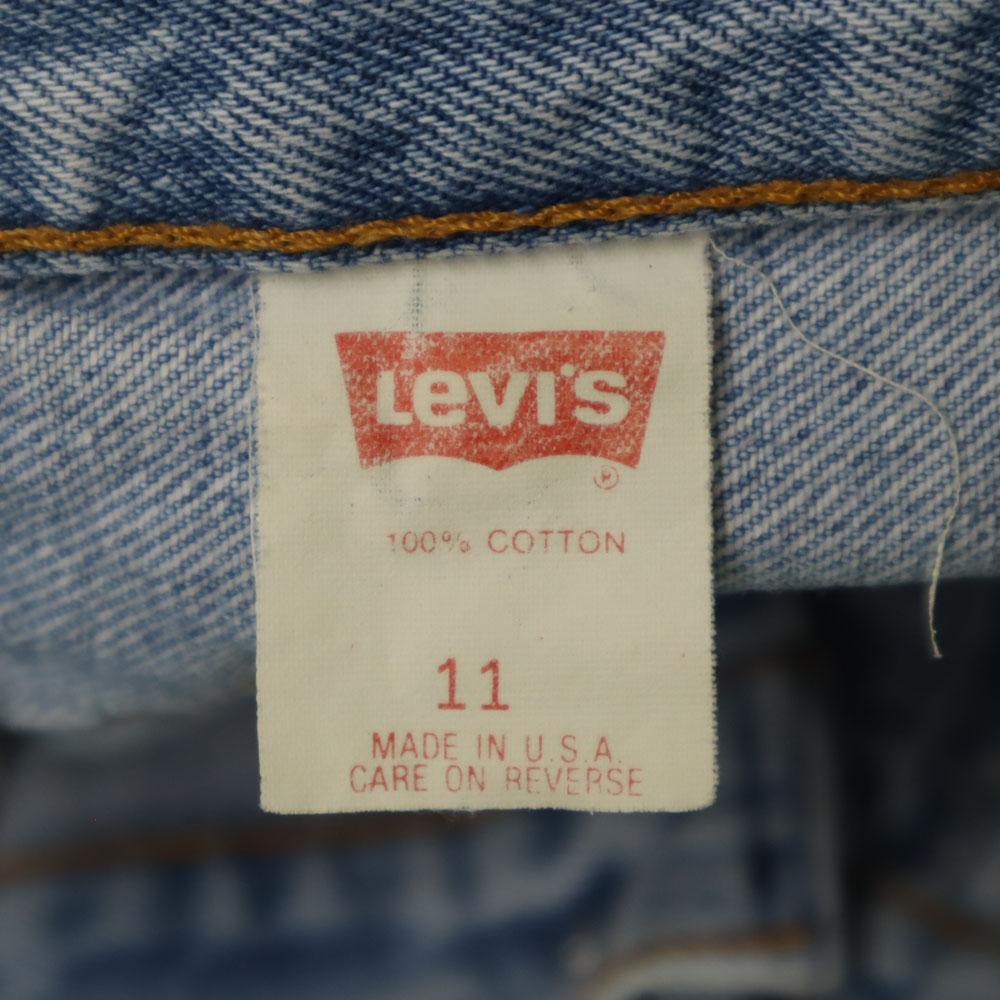 Levi's
®
100% COTTON
11
MADE IN U.S.A.
CARE ON REVERSE